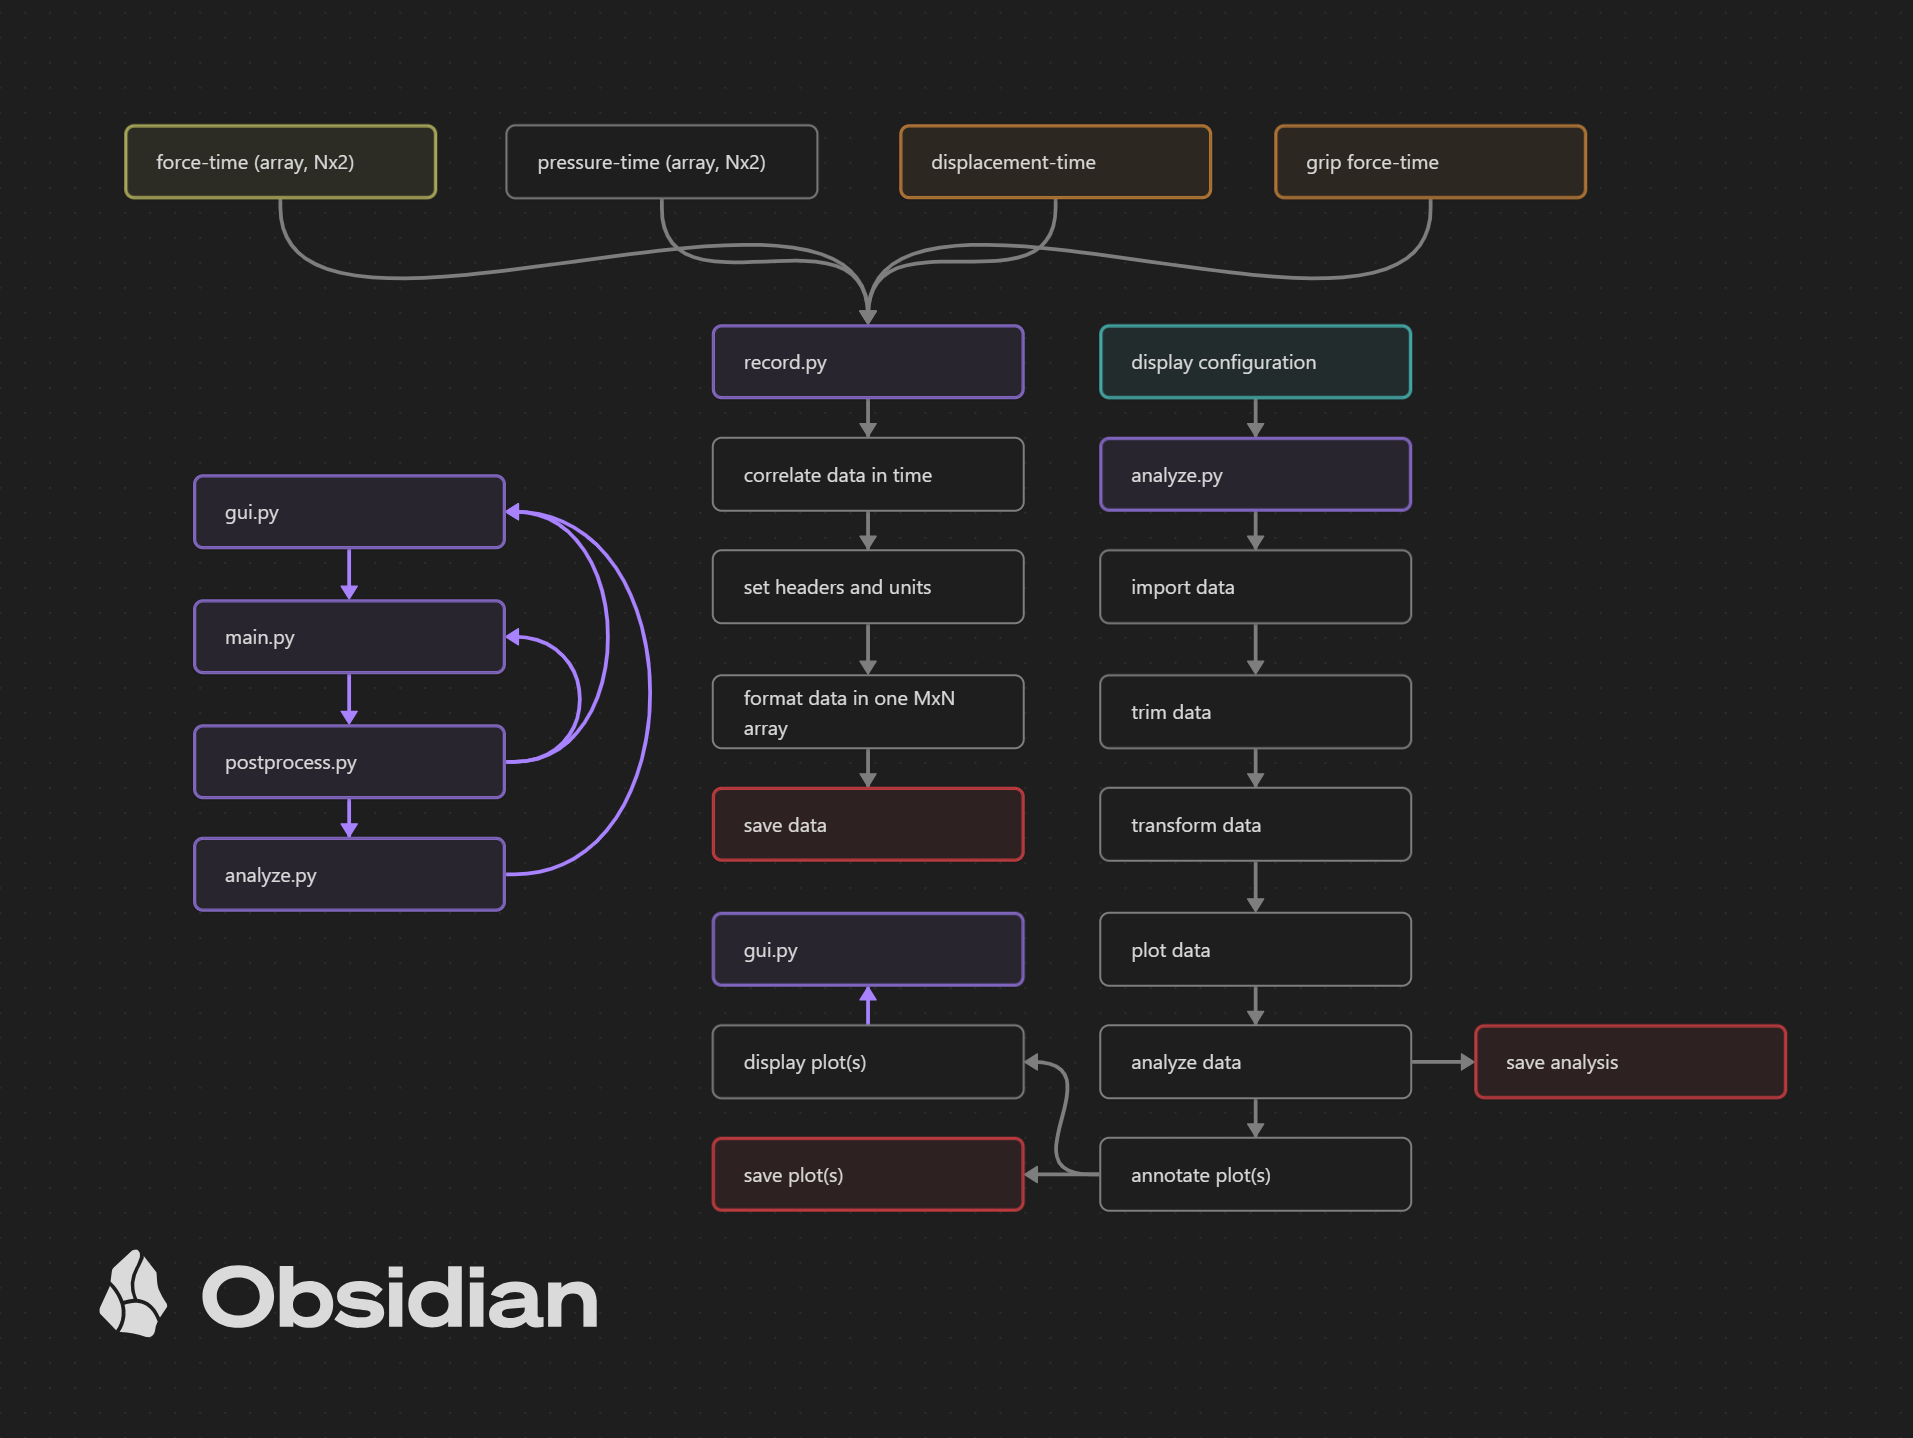 force-time (array, Nx2)
pressure-time (array, Nx2)
displacement-time
grip force-time
record.py
display configuration
correlate data in time
analyze.py
gui.py
set headers and units
import data
main.py
format data in one MxN
array
trim data
postprocess.py
save data
transform data
analyze.py
gui.py
plot data
display plot(s)
analyze data
save analysis
save plot(s)
annotate plot(s)
Obsidian